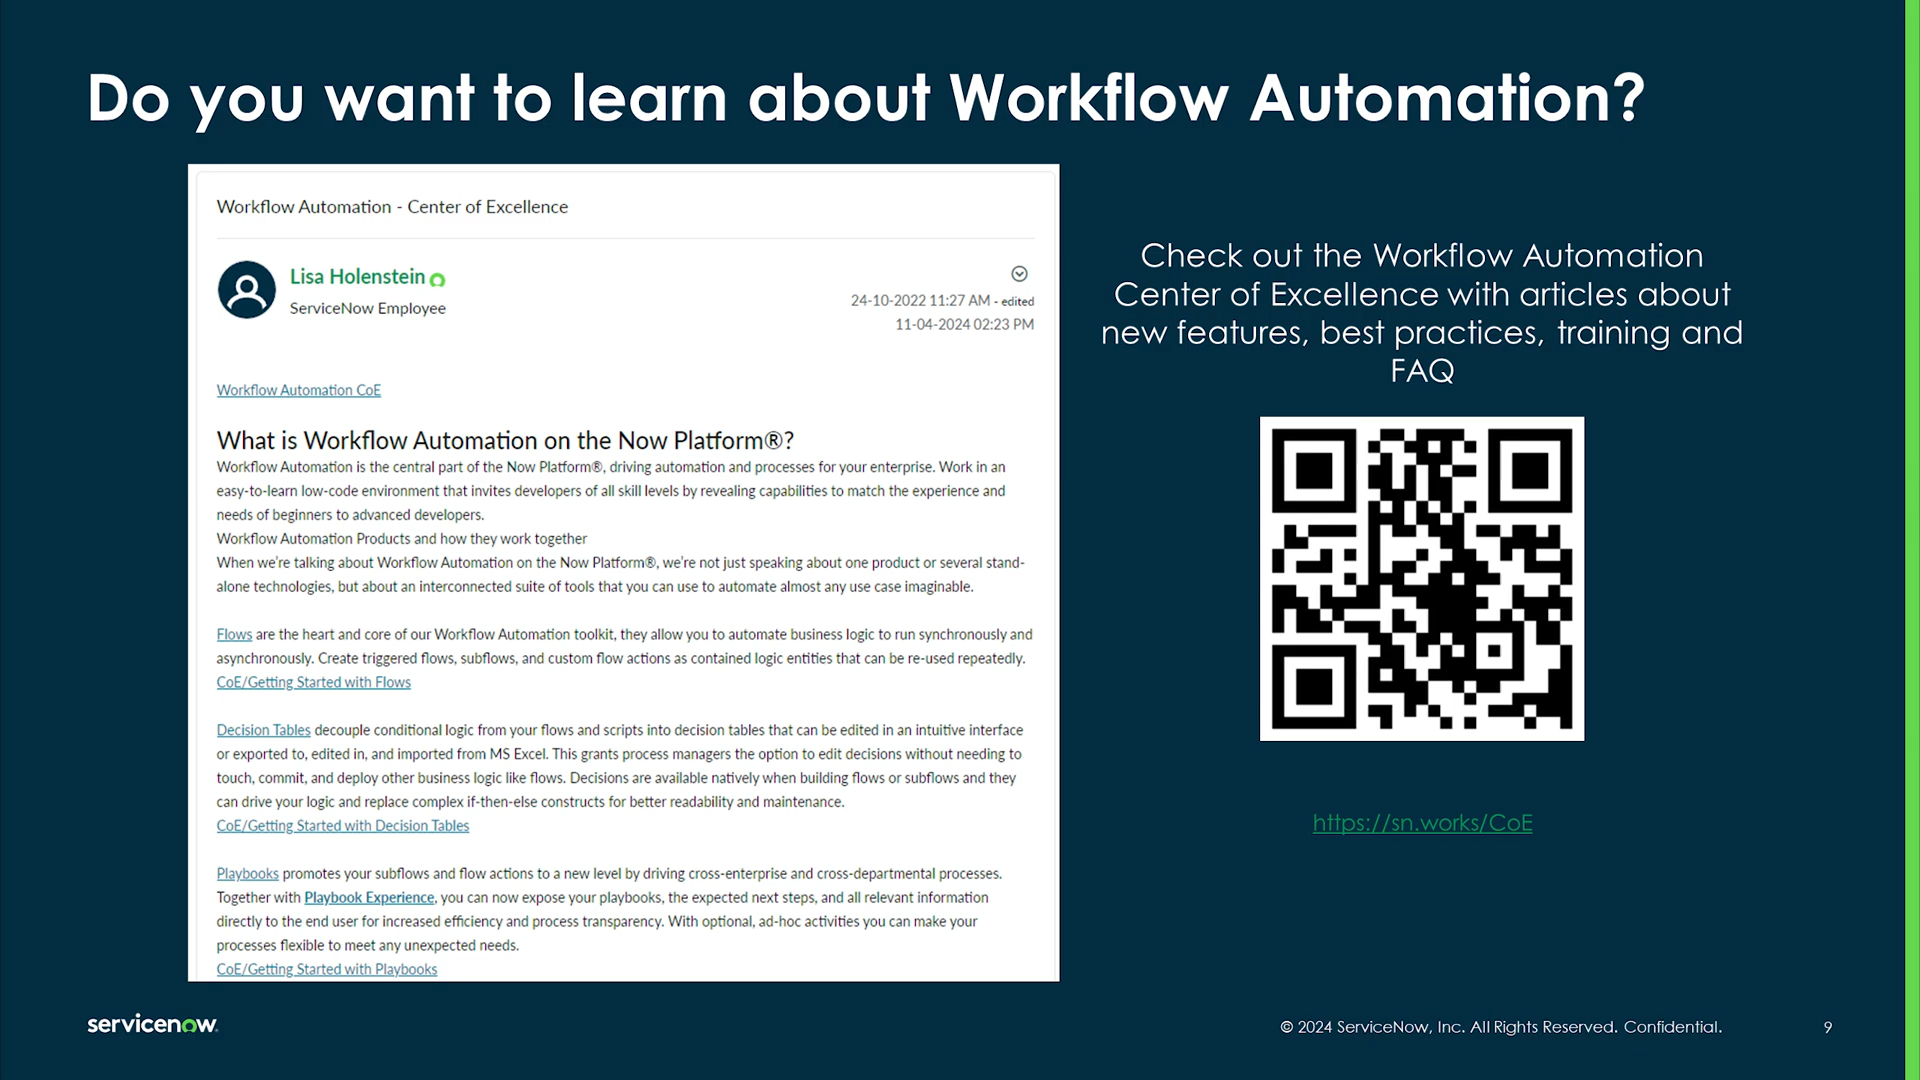 Do you want to learn about Workflow Automation?
Workflow Automation - Center of Excellence
Lisa Holenstein
ServiceNow Employee
24-10-2022 11:27 AM - edited
11-04-2024 02:23 PM
Workflow Automation CoE
What is Workflow Automation on the Now Platform®?
Workflow Automation is the central part of the Now Platform®, driving automation and processes for your enterprise. Work in an
easy-to-learn low-code environment that invites developers of all skill levels by revealing capabilities to match the experience and
needs of beginners to advanced developers.
Workflow Automation Products and how they work together
When we're talking about Workflow Automation on the Now Platform®, we're not just speaking about one product or several stand-
alone technologies, but about an interconnected suite of tools that you can use to automate almost any use case imaginable.
Flows are the heart and core of our Workflow Automation toolkit, they allow you to automate business logic to run synchronously and
asynchronously. Create triggered flows, subflows, and custom flow actions as contained logic entities that can be re-used repeatedly.
CoE/Getting Started with Flows
Decision Tables decouple conditional logic from your flows and scripts into decision tables that can be edited in an intuitive interface
or exported to, edited in, and imported from MS Excel. This grants process managers the option to edit decisions without needing to
touch, commit, and deploy other business logic like flows. Decisions are available natively when building flows or subflows and they
can drive your logic and replace complex if-then-else constructs for better readability and maintenance.
CoE/Getting Started with Decision Tables
Playbooks promotes your subflows and flow actions to a new level by driving cross-enterprise and cross-departmental processes.
Together with Playbook Experience, you can now expose your playbooks, the expected next steps, and all relevant information
directly to the end user for increased efficiency and process transparency. With optional, ad-hoc activities you can make your
processes flexible to meet any unexpected needs.
CoE/Getting Started with Playbooks
Check out the Workflow Automation
Center of Excellence with articles about
new features, best practices, training and
FAQ
https://sn.works/CoE
servicenow
© 2024 ServiceNow, Inc. All Rights Reserved. Confidential.
9